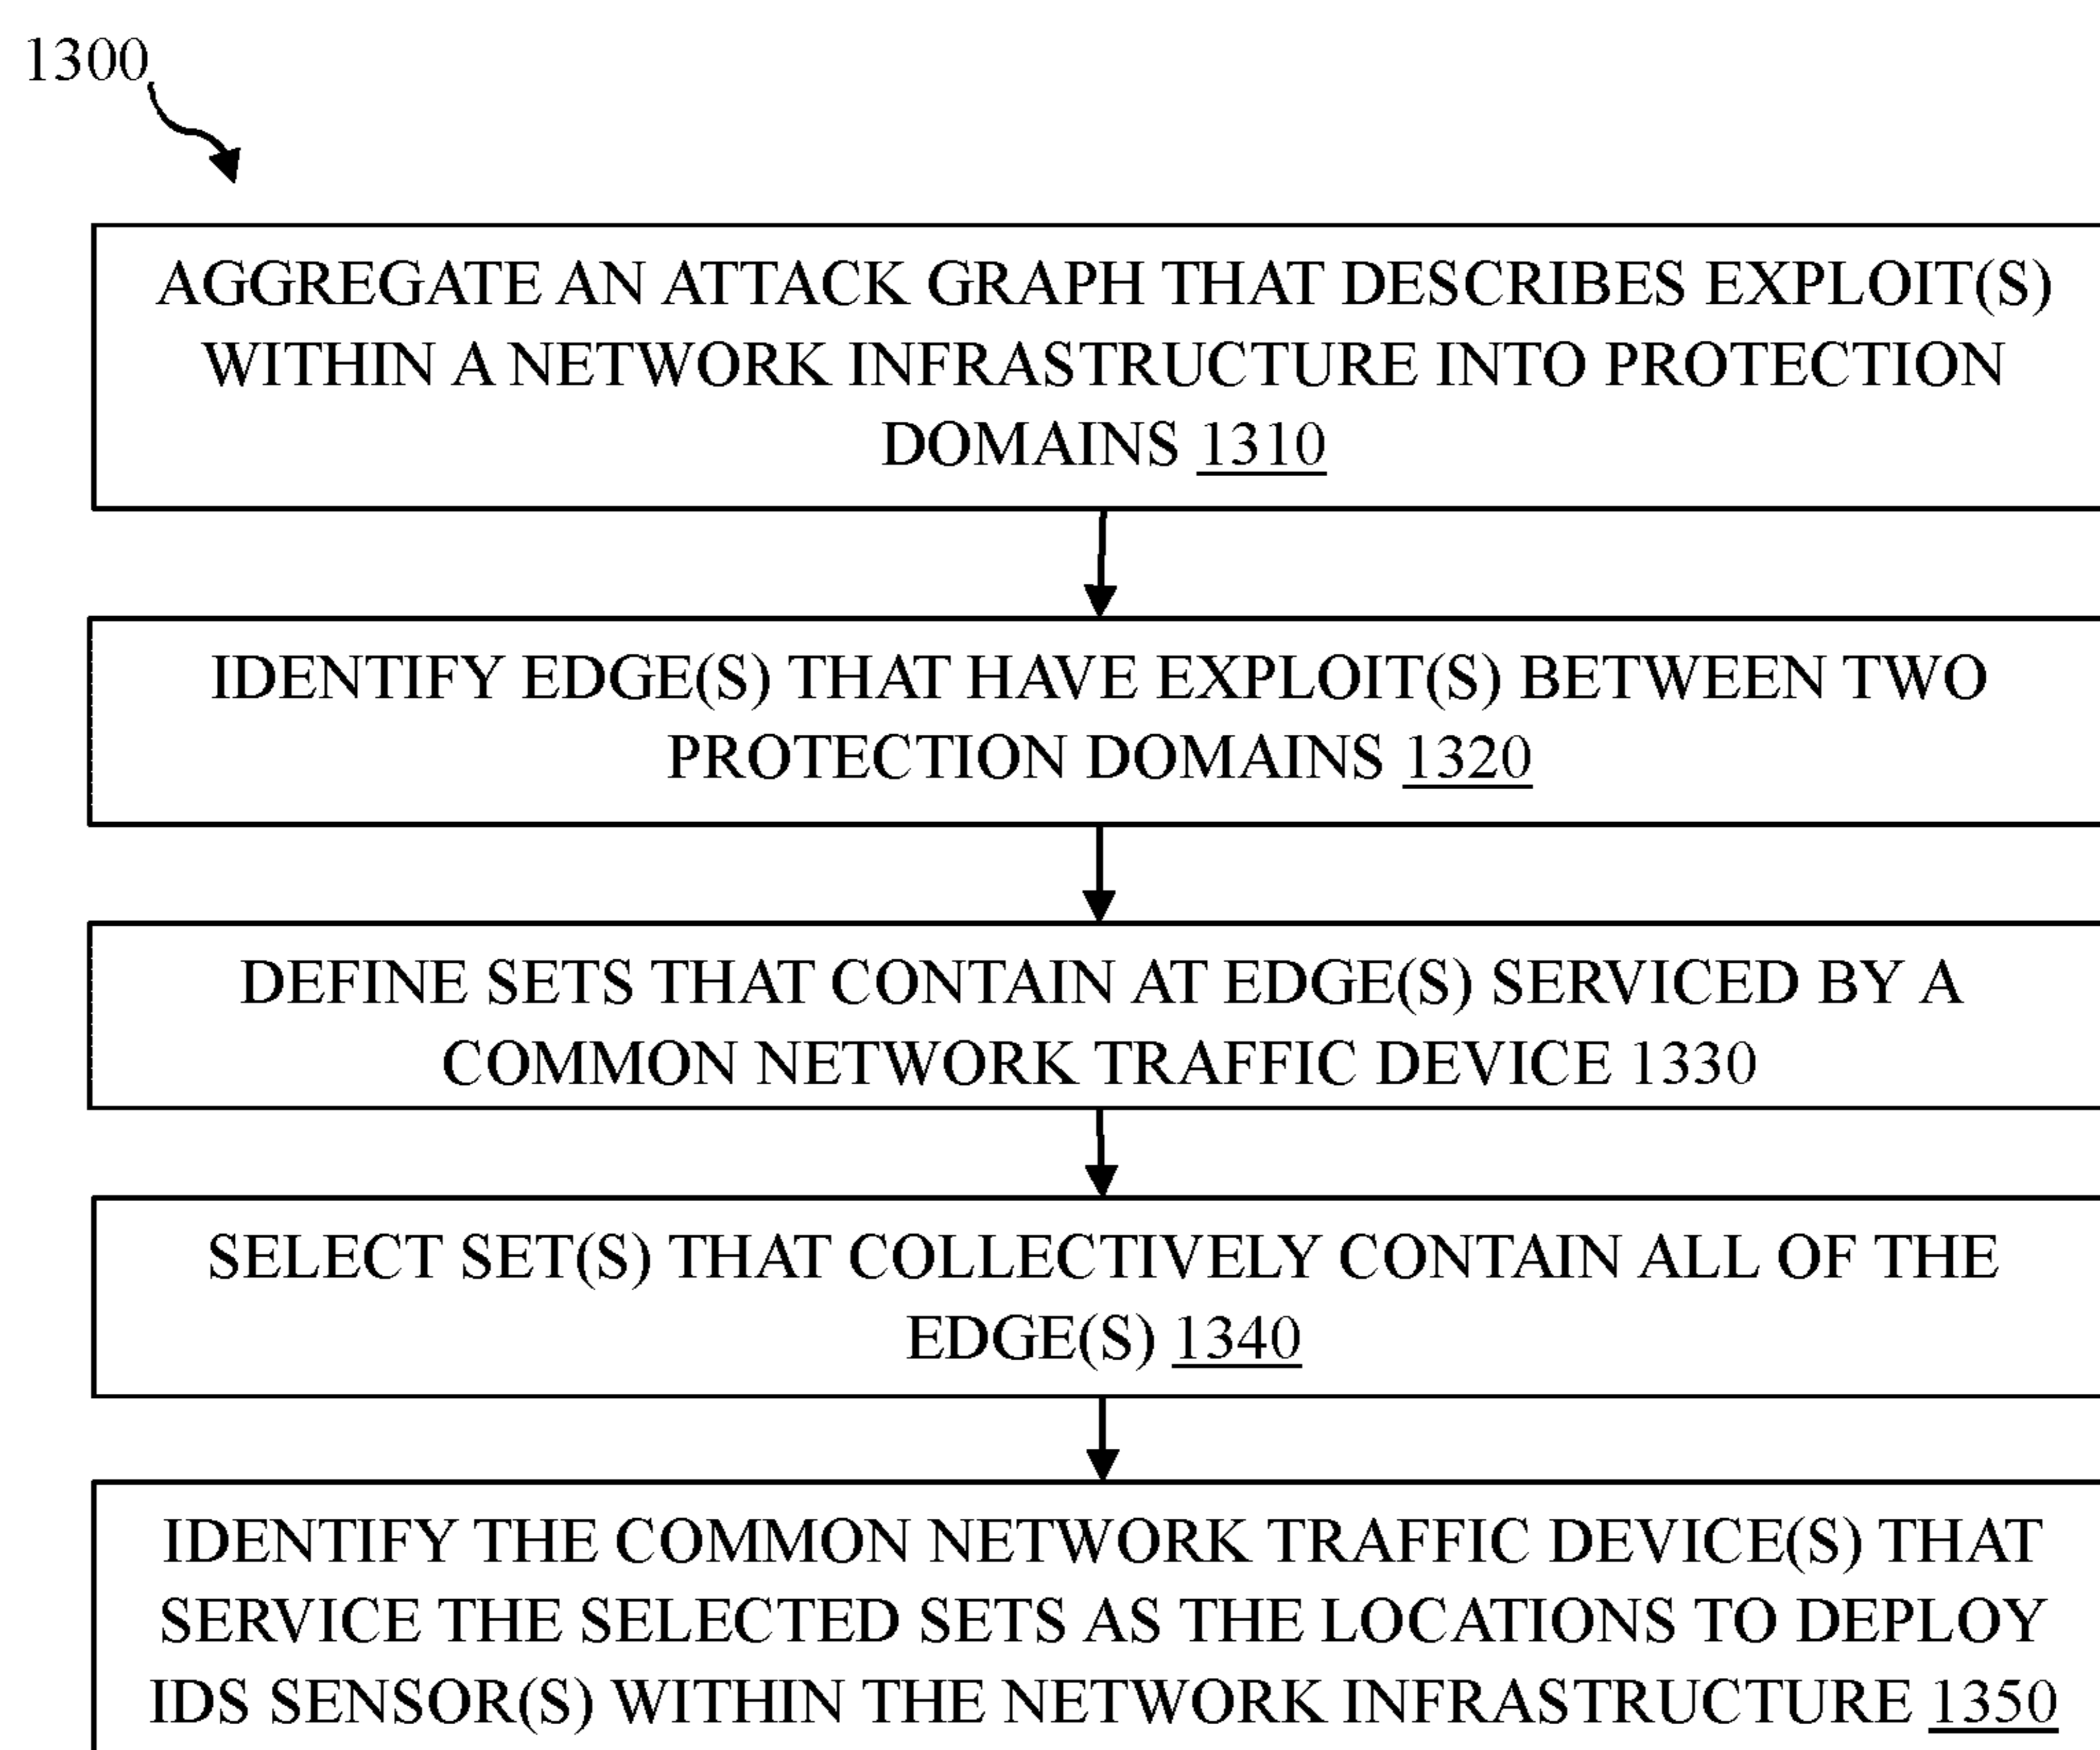 1300
AGGREGATE AN ATTACK GRAPH THAT DESCRIBES EXPLOIT(S)
WITHIN A NETWORK INFRASTRUCTURE INTO PROTECTION
DOMAINS 1310
IDENTIFY EDGE(S) THAT HAVE EXPLOIT(S) BETWEEN TWO
PROTECTION DOMAINS 1320
DEFINE SETS THAT CONTAIN AT EDGE(S) SERVICED BY A
COMMON NETWORK TRAFFIC DEVICE 1330
SELECT SET(S) THAT COLLECTIVELY CONTAIN ALL OF THE
EDGE(S) 1340
IDENTIFY THE COMMON NETWORK TRAFFIC DEVICE(S) THAT
SERVICE THE SELECTED SETS AS THE LOCATIONS TO DEPLOY
IDS SENSOR(S) WITHIN THE NETWORK INFRASTRUCTURE 1350